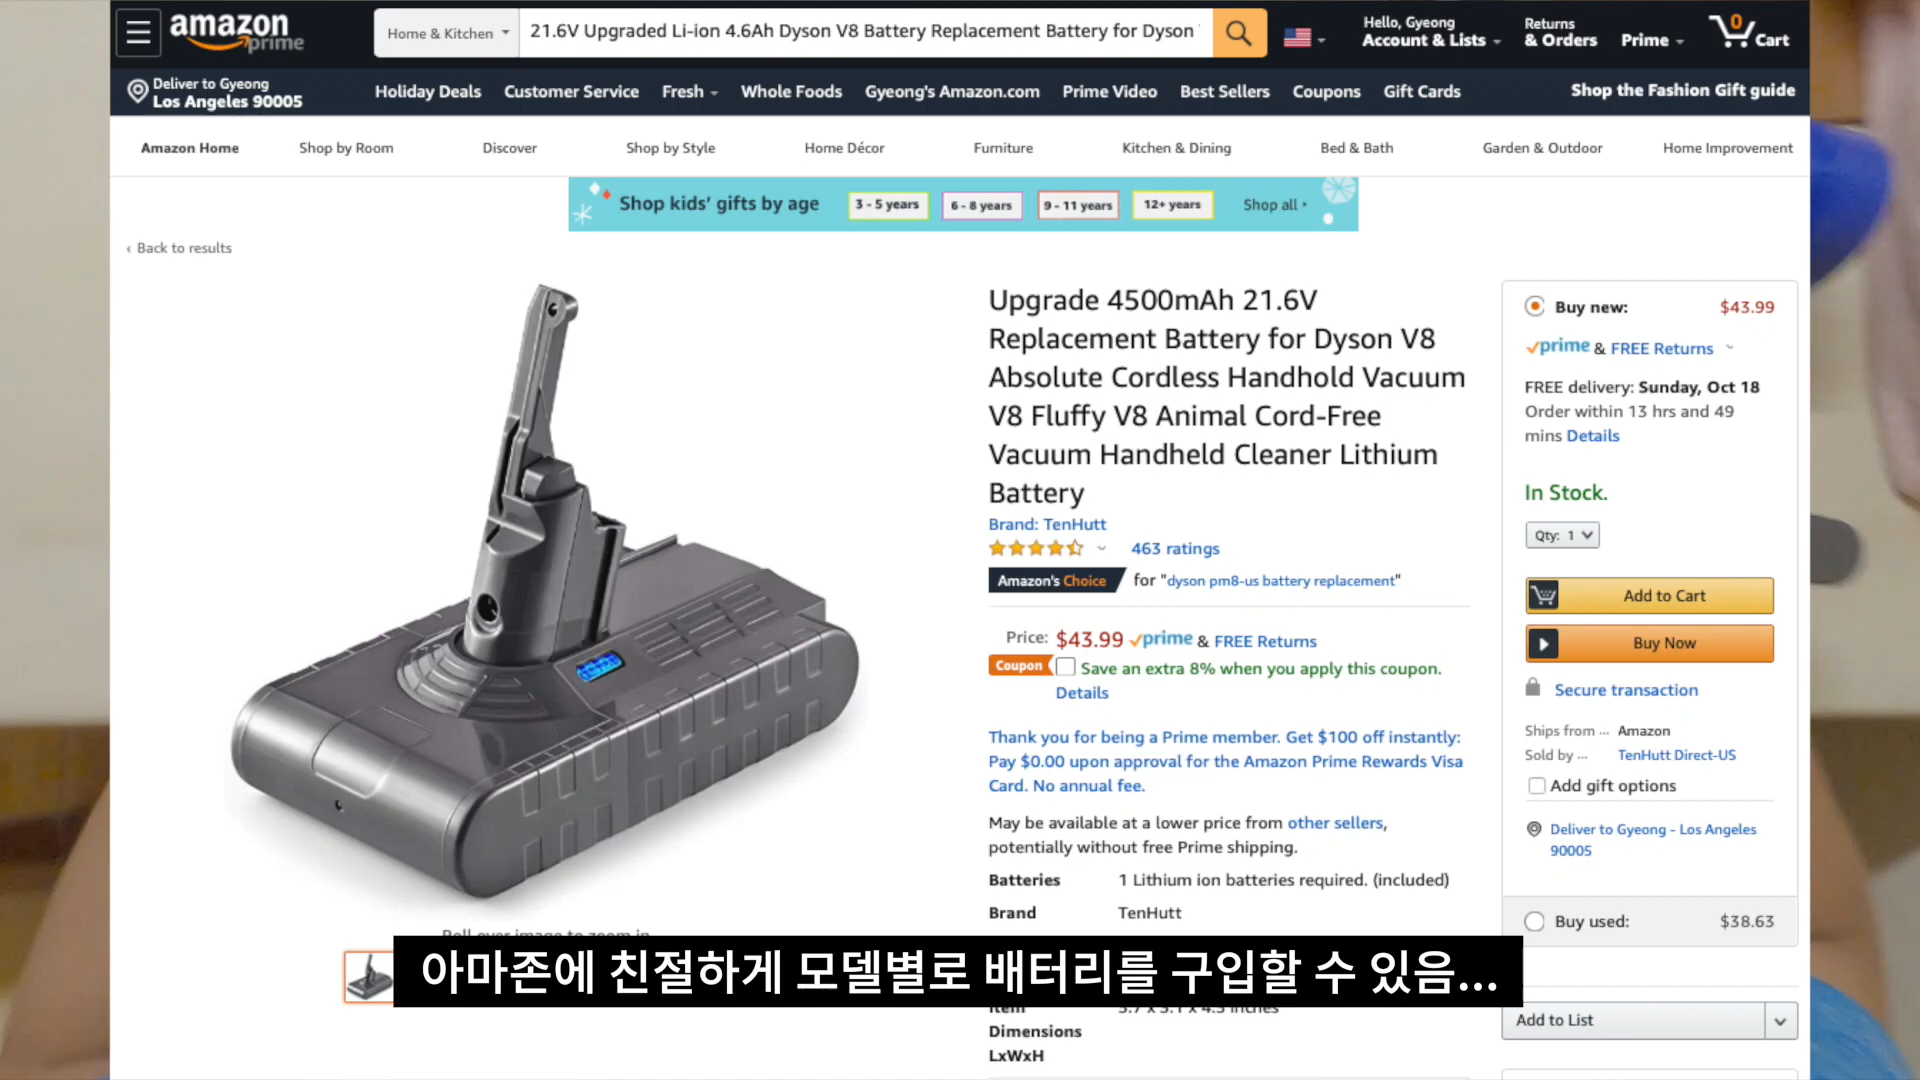 amazon prime
Home & Kitchen
21.6V Upgraded Li-ion 4.6Ah Dyson V8 Battery Replacement Battery for Dyson
Hello, Gyeong
Account & Lists
Returns
& Orders
Prime
0
Cart
Deliver to Gyeong
Los Angeles 90005
Holiday Deals
Customer Service
Fresh
Whole Foods
Gyeong's Amazon.com
Prime Video
Best Sellers
Coupons
Gift Cards
Shop the Fashion Gift guide
Amazon Home
Shop by Room
Discover
Shop by Style
Home Décor
Furniture
Kitchen & Dining
Bed & Bath
Garden & Outdoor
Home Improvement
Shop kids' gifts by age
3 - 5 years
6 - 8 years
9 - 11 years
12+ years
Shop all ›
‹ Back to results
Upgrade 4500mAh 21.6V
Replacement Battery for Dyson V8
Absolute Cordless Handhold Vacuum
V8 Fluffy V8 Animal Cord-Free
Vacuum Handheld Cleaner Lithium
Battery
Brand: TenHutt
463 ratings
Amazon's Choice for "dyson pm8-us battery replacement"
Price: $43.99 prime & FREE Returns
Coupon Save an extra 8% when you apply this coupon.
Details
Thank you for being a Prime member. Get $100 off instantly:
Pay $0.00 upon approval for the Amazon Prime Rewards Visa
Card. No annual fee.
May be available at a lower price from other sellers,
potentially without free Prime shipping.
Batteries 1 Lithium ion batteries required. (included)
Brand TenHutt
Item
Dimensions
LxWxH
Buy new: $43.99
prime & FREE Returns
FREE delivery: Sunday, Oct 18
Order within 13 hrs and 49
mins Details
In Stock.
Qty: 1
Add to Cart
Buy Now
Secure transaction
Ships from ... Amazon
Sold by ... TenHutt Direct-US
Add gift options
Deliver to Gyeong - Los Angeles
90005
Buy used: $38.63
Add to List
Roll over image to zoom in
아마존에 친절하게 모델별로 배터리를 구입할 수 있음...